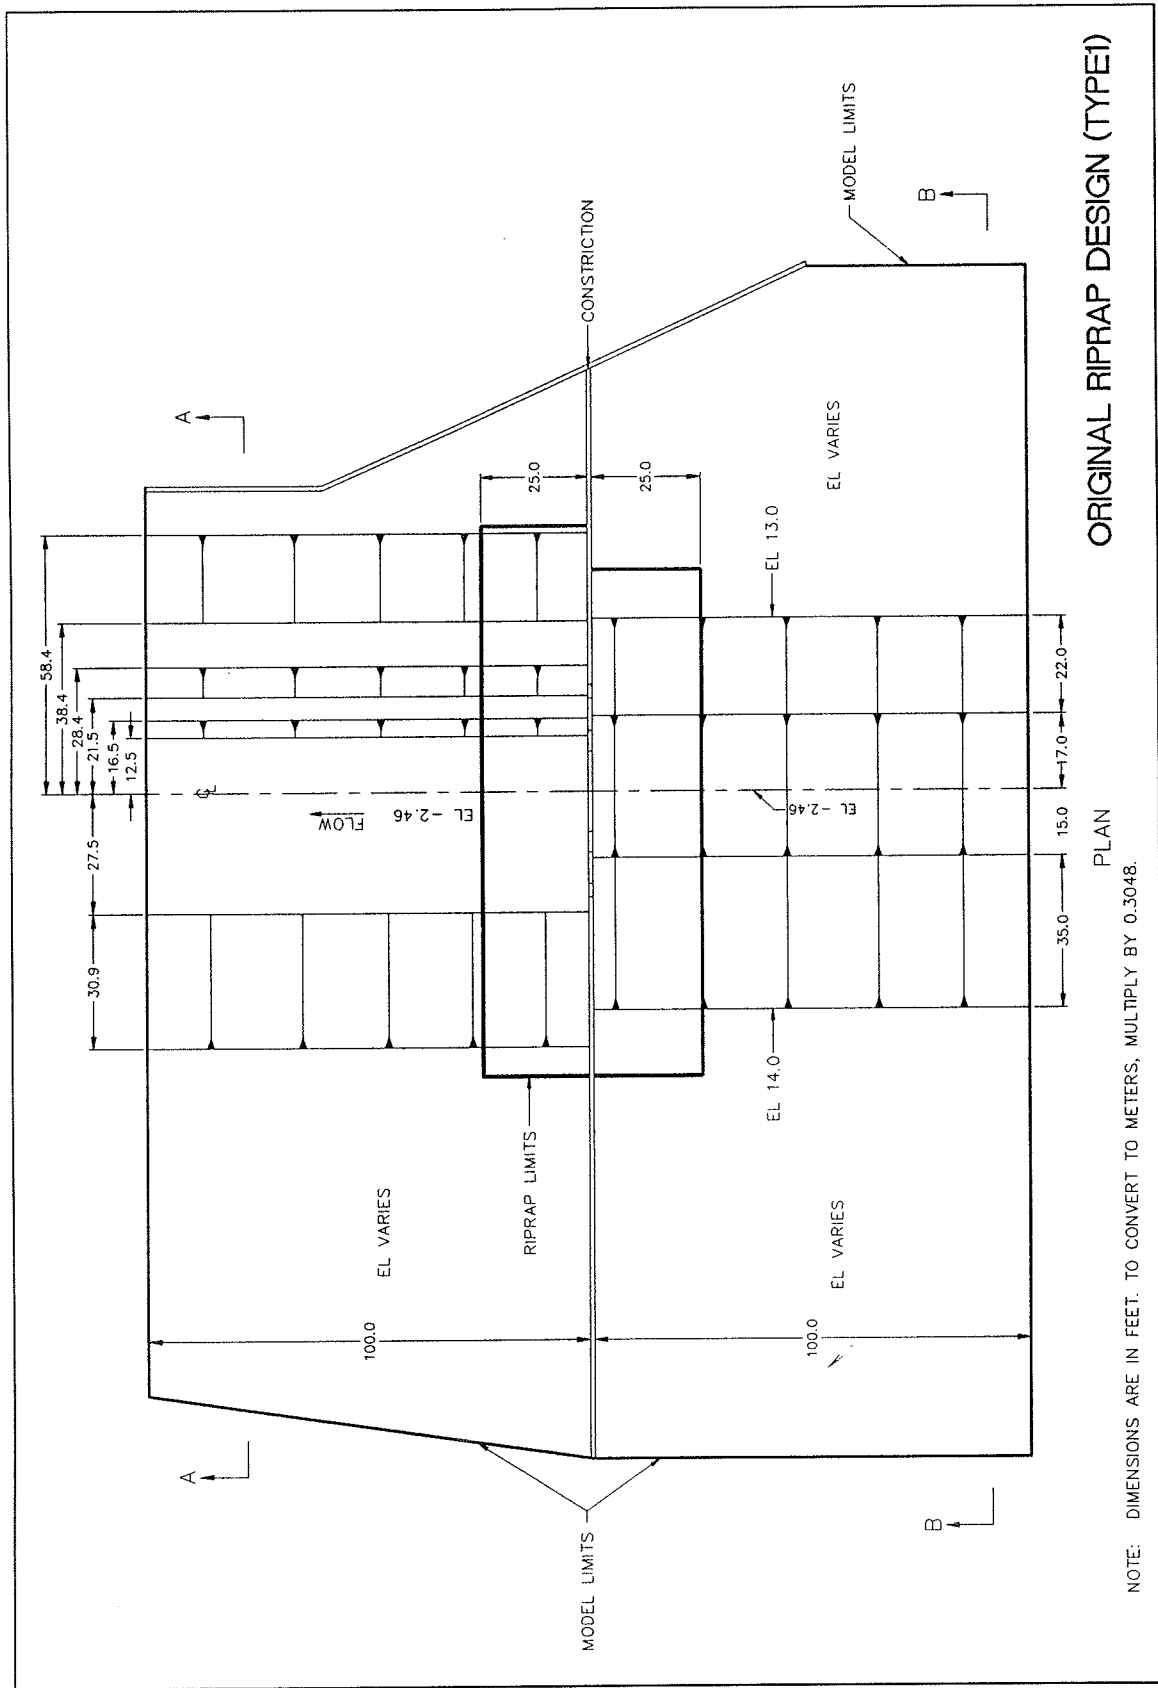 58.4
38.4
28.4
21.5
16.5
12.5
27.5
30.9
A
A
℄
FLOW
EL -2.46
EL VARIES
RIPRAP LIMITS
25.0
25.0
CONSTRICTION
MODEL LIMITS
100.0
100.0
MODEL LIMITS
EL 14.0
EL 13.0
EL -2.46
EL VARIES
EL VARIES
B
B
35.0
15.0
17.0
22.0
PLAN
ORIGINAL RIPRAP DESIGN (TYPE1)
NOTE: DIMENSIONS ARE IN FEET. TO CONVERT TO METERS, MULTIPLY BY 0.3048.